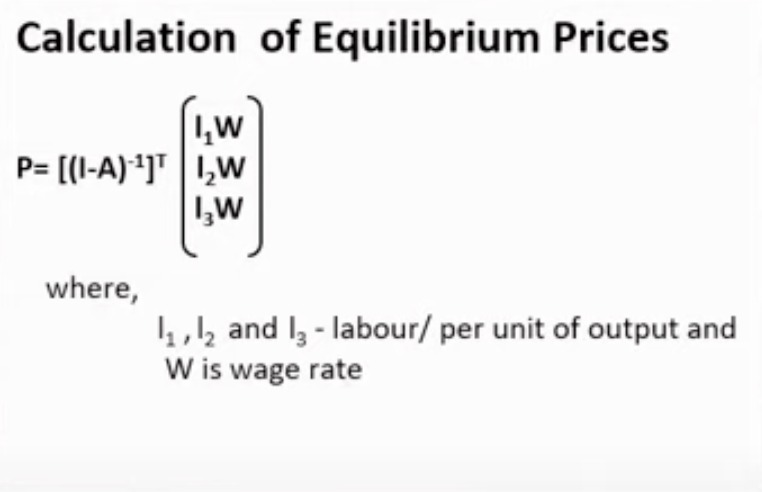 Calculation of Equilibrium Prices
P= [(I-A)⁻¹]ᵀ
l₁W
l₂W
l₃W
where,
l₁ ,l₂ and l₃ - labour/ per unit of output and
W is wage rate